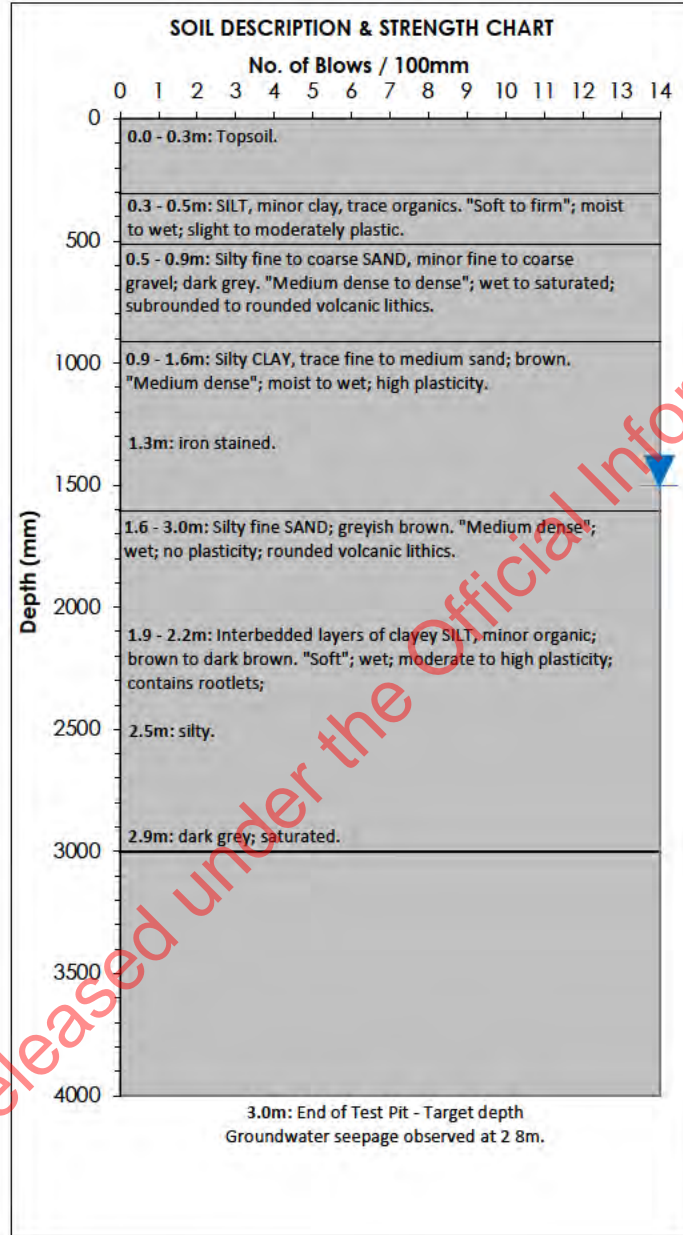 SOIL DESCRIPTION & STRENGTH CHART
No. of Blows / 100mm
0 1 2 3 4 5 6 7 8 9 10 11 12 13 14
Depth (mm)
0
0.0 - 0.3m: Topsoil.
0.3 - 0.5m: SILT, minor clay, trace organics. "Soft to firm"; moist
to wet; slight to moderately plastic.
500
0.5 - 0.9m: Silty fine to coarse SAND, minor fine to coarse
gravel; dark grey. "Medium dense to dense"; wet to saturated;
subrounded to rounded volcanic lithics.
1000
0.9 - 1.6m: Silty CLAY, trace fine to medium sand; brown.
"Medium dense"; moist to wet; high plasticity.
1.3m: iron stained.
1500
1.6 - 3.0m: Silty fine SAND; greyish brown. "Medium dense";
wet; no plasticity; rounded volcanic lithics.
2000
1.9 - 2.2m: Interbedded layers of clayey SILT, minor organic;
brown to dark brown. "Soft"; wet; moderate to high plasticity;
contains rootlets;
2500
2.5m: silty.
2.9m: dark grey; saturated.
3000
3500
4000
3.0m: End of Test Pit - Target depth
Groundwater seepage observed at 2 8m.
eleased under the Official Infor